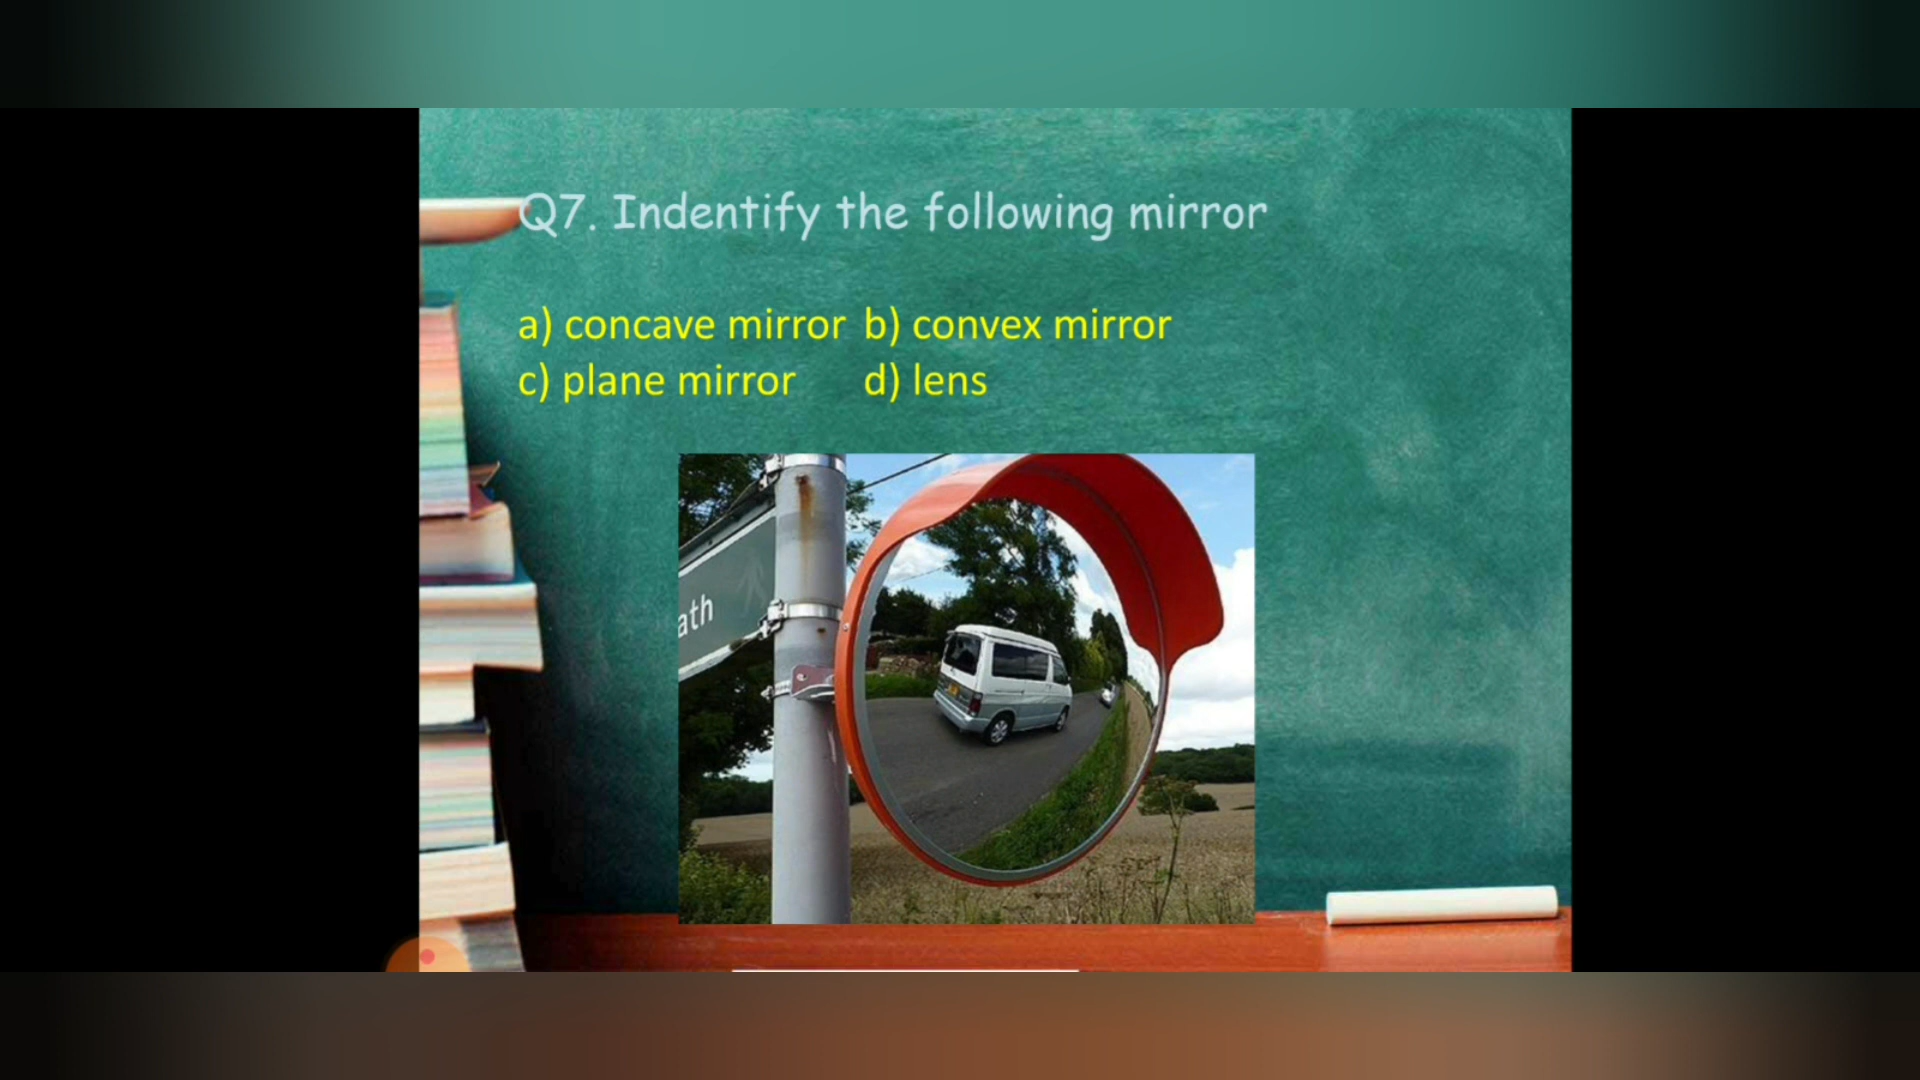 Q7. Indentify the following mirror
a) concave mirror b) convex mirror
c) plane mirror d) lens
ath